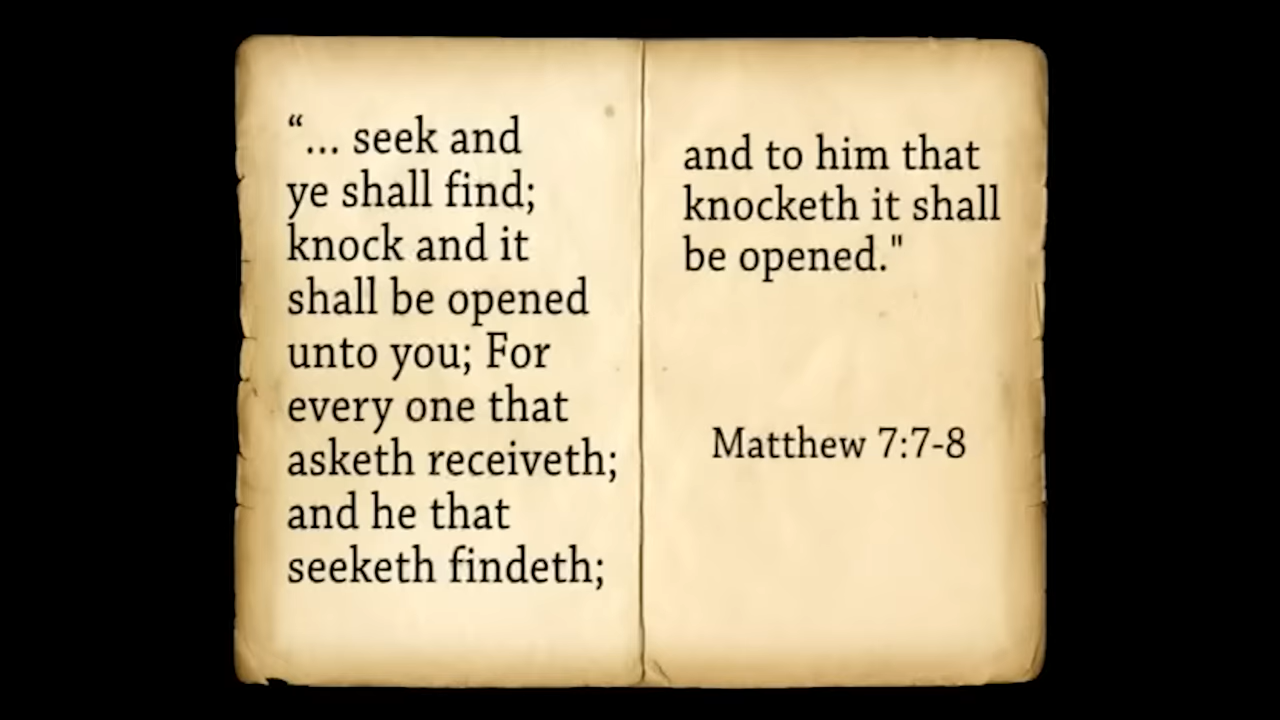 “... seek and
ye shall find;
knock and it
shall be opened
unto you; For
every one that
asketh receiveth;
and he that
seeketh findeth;
and to him that
knocketh it shall
be opened."
Matthew 7:7-8